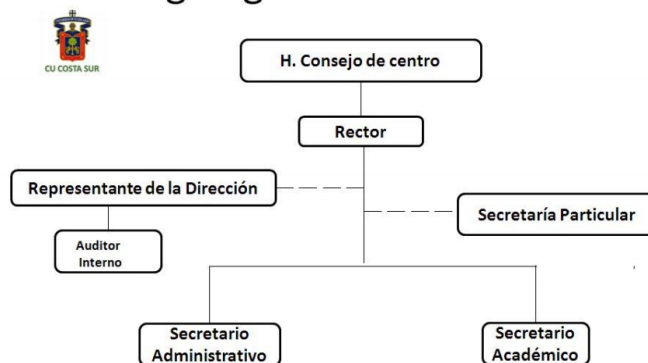 CU COSTA SUR
H. Consejo de centro
Rector
Representante de la Dirección
Secretaría Particular
Auditor
Interno
Secretario
Administrativo
Secretario
Académico